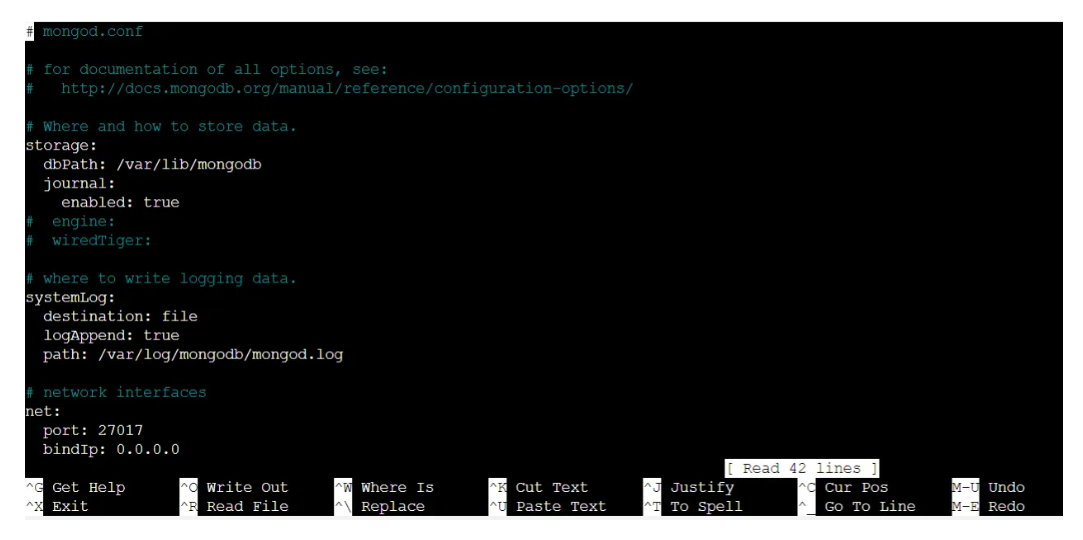 # mongod.conf
# for documentation of all options, see:
#   http://docs.mongodb.org/manual/reference/configuration-options/
# Where and how to store data.
storage:
  dbPath: /var/lib/mongodb
  journal:
    enabled: true
#  engine:
#  wiredTiger:
# where to write logging data.
systemLog:
  destination: file
  logAppend: true
  path: /var/log/mongodb/mongod.log
# network interfaces
net:
  port: 27017
  bindIp: 0.0.0.0
[ Read 42 lines ]
^G Get Help ^O Write Out ^W Where Is ^K Cut Text ^J Justify ^C Cur Pos M-U Undo
^X Exit ^R Read File ^\ Replace ^U Paste Text ^T To Spell ^_ Go To Line M-E Redo